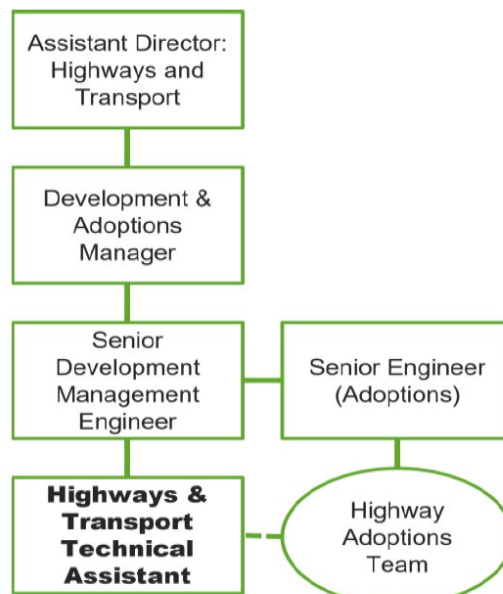 Assistant Director:
Highways and
Transport
Development &
Adoptions
Manager
Senior
Development
Management
Engineer
Senior Engineer
(Adoptions)
Highways &
Transport
Technical
Assistant
Highway
Adoptions
Team